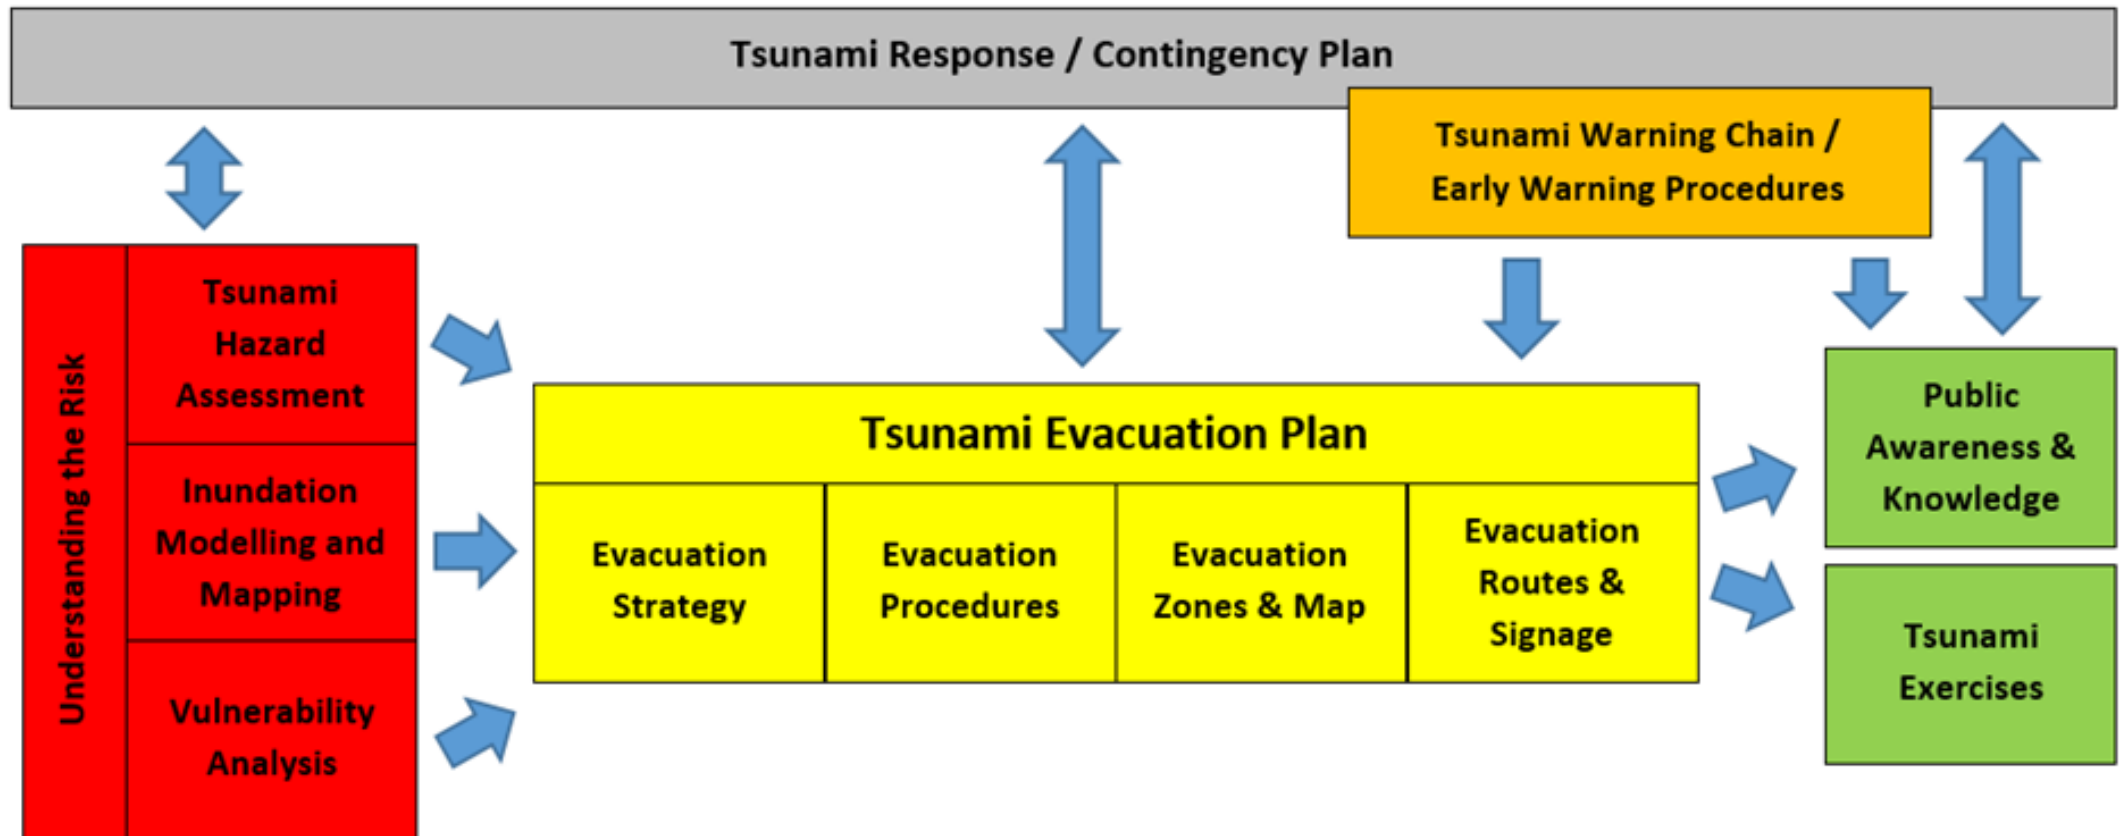 Tsunami Response / Contingency Plan
Tsunami Warning Chain /
Early Warning Procedures
Understanding the Risk
Tsunami
Hazard
Assessment
Inundation
Modelling and
Mapping
Vulnerability
Analysis
Tsunami Evacuation Plan
Evacuation
Strategy
Evacuation
Procedures
Evacuation
Zones & Map
Evacuation
Routes &
Signage
Public
Awareness &
Knowledge
Tsunami
Exercises